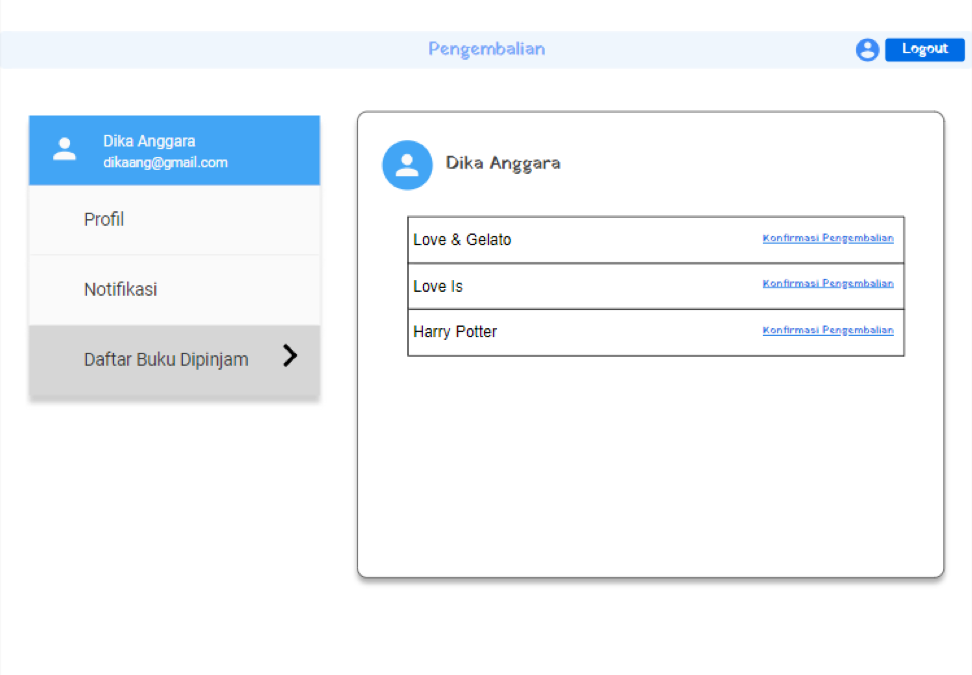 Pengembalian
Logout
Dika Anggara
dikaang@gmail.com
Profil
Notifikasi
Daftar Buku Dipinjam
Dika Anggara
Love & Gelato Konfirmasi Pengembalian
Love Is Konfirmasi Pengembalian
Harry Potter Konfirmasi Pengembalian